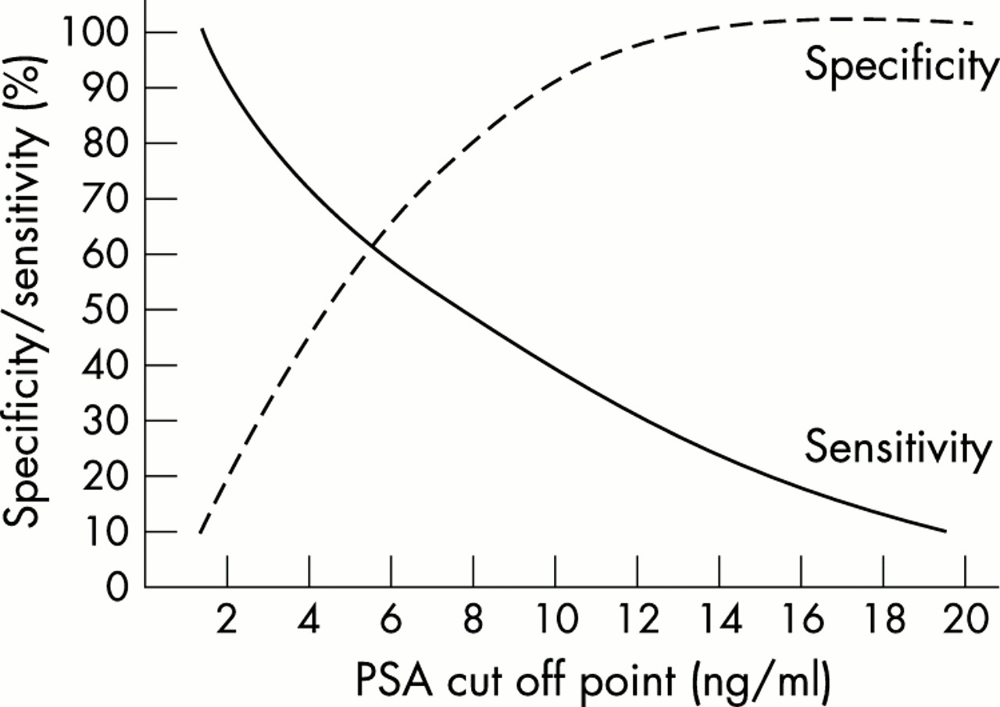 Specificity/sensitivity (%)
100
90
80
70
60
50
40
30
20
10
0
Specificity
Sensitivity
2 4 6 8 10 12 14 16 18 20
PSA cut off point (ng/ml)